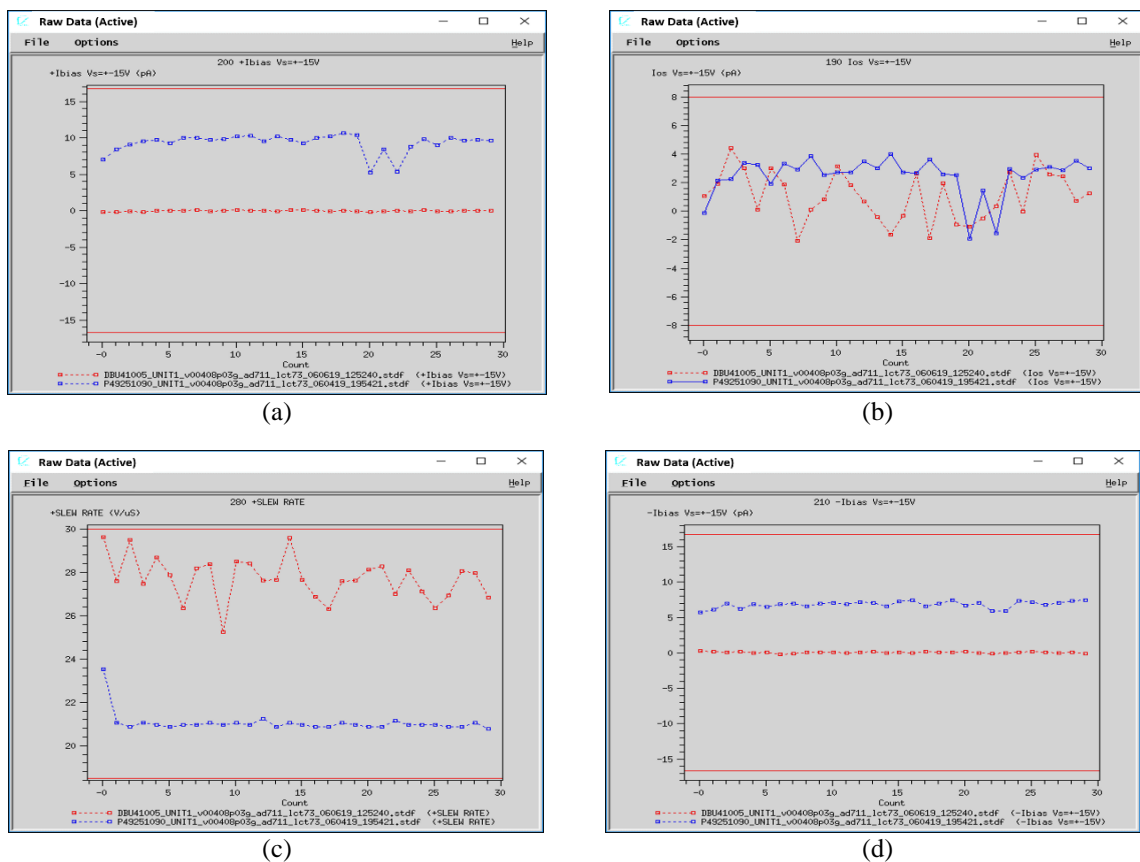 Raw Data (Active)
File Options Help
200 +Ibias Vs=+-15V
+Ibias Vs=+-15V (pA)
15
10
5
0
-5
-10
-15
-0 5 10 15 20 25 30
Count
DBU41005_UNIT1_v00408p03g_ad711_lct73_060619_125240.stdf (+Ibias Vs=+-15V)
P49251090_UNIT1_v00408p03g_ad711_lct73_060419_195421.stdf (+Ibias Vs=+-15V)
(a)
Raw Data (Active)
File Options Help
190 Ios Vs=+-15V
Ios Vs=+-15V (pA)
8
6
4
2
0
-2
-4
-6
-8
-0 5 10 15 20 25 30
Count
DBU41005_UNIT1_v00408p03g_ad711_lct73_060619_125240.stdf (Ios Vs=+-15V)
P49251090_UNIT1_v00408p03g_ad711_lct73_060419_195421.stdf (Ios Vs=+-15V)
(b)
Raw Data (Active)
File Options Help
280 +SLEW RATE
+SLEW RATE (V/uS)
30
28
26
24
22
20
-0 5 10 15 20 25 30
Count
DBU41005_UNIT1_v00408p03g_ad711_lct73_060619_125240.stdf (+SLEW RATE)
P49251090_UNIT1_v00408p03g_ad711_lct73_060419_195421.stdf (+SLEW RATE)
(c)
Raw Data (Active)
File Options Help
210 -Ibias Vs=+-15V
-Ibias Vs=+-15V (pA)
15
10
5
0
-5
-10
-15
-0 5 10 15 20 25 30
Count
DBU41005_UNIT1_v00408p03g_ad711_lct73_060619_125240.stdf (-Ibias Vs=+-15V)
P49251090_UNIT1_v00408p03g_ad711_lct73_060419_195421.stdf (-Ibias Vs=+-15V)
(d)